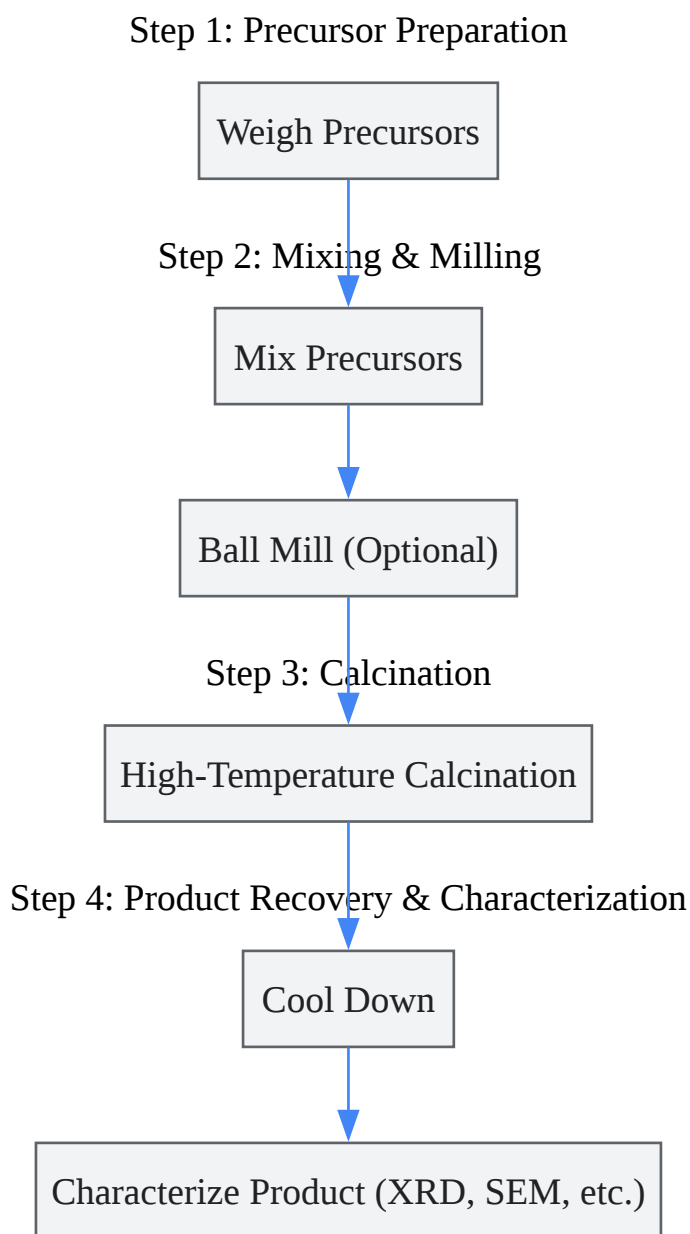 Step 1: Precursor Preparation
Weigh Precursors
Step 2: Mixing & Milling
Mix Precursors
Ball Mill (Optional)
Step 3: Calcination
High-Temperature Calcination
Step 4: Product Recovery & Characterization
Cool Down
Characterize Product (XRD, SEM, etc.)